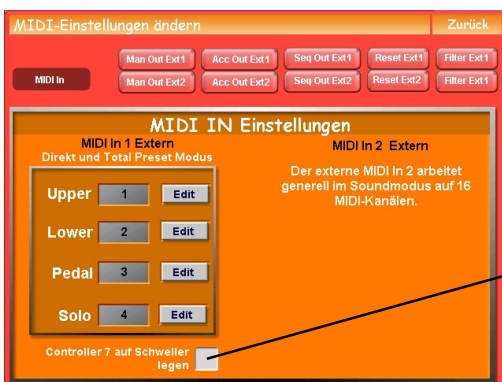 MIDI-Einstellungen ändern
Zurück
Man Out Ext1
Acc Out Ext1
Seq Out Ext1
Reset Ext1
Filter Ext1
MIDI In
Man Out Ext2
Acc Out Ext2
Seq Out Ext2
Reset Ext2
Filter Ext1
MIDI IN Einstellungen
MIDI In 1 Extern
Direkt und Total Preset Modus
Upper 1 Edit
Lower 2 Edit
Pedal 3 Edit
Solo 4 Edit
Controller 7 auf Schweller
legen
MIDI In 2 Extern
Der externe MIDI In 2 arbeitet
generell im Soundmodus auf 16
MIDI-Kanälen.